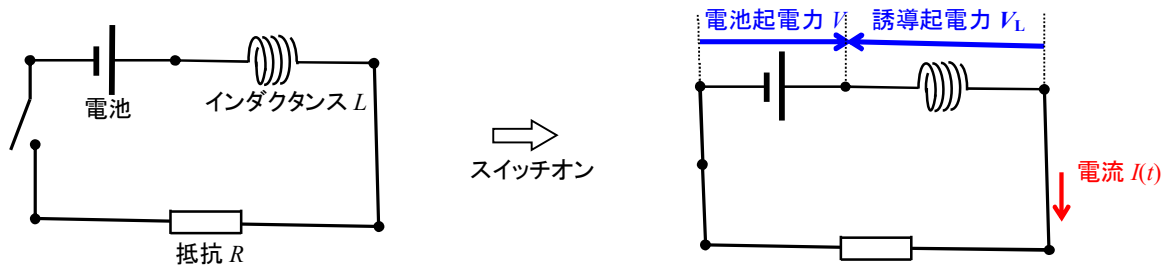 電池
インダクタンス L
抵抗 R
スイッチオン
電池起電力 V
誘導起電力 VL
電流 I(t)